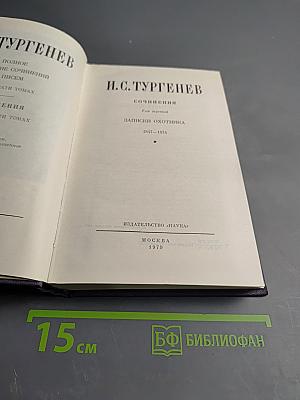 ТУРГЕНЕВ
ПОЛНОЕ
СОЧИНЕНИЙ
ПИСЕМ
ТОМАХ
ТОМАХ
И.С.ТУРГЕНЕВ
СОЧИНЕНИЯ
Том
ЗАПИСКИ ОХОТНИКА
1847—1874
ИЗДАТЕЛЬСТВО «НАУКА»
МОСКВА
1979
15 см
БФ БИБЛИОФАН